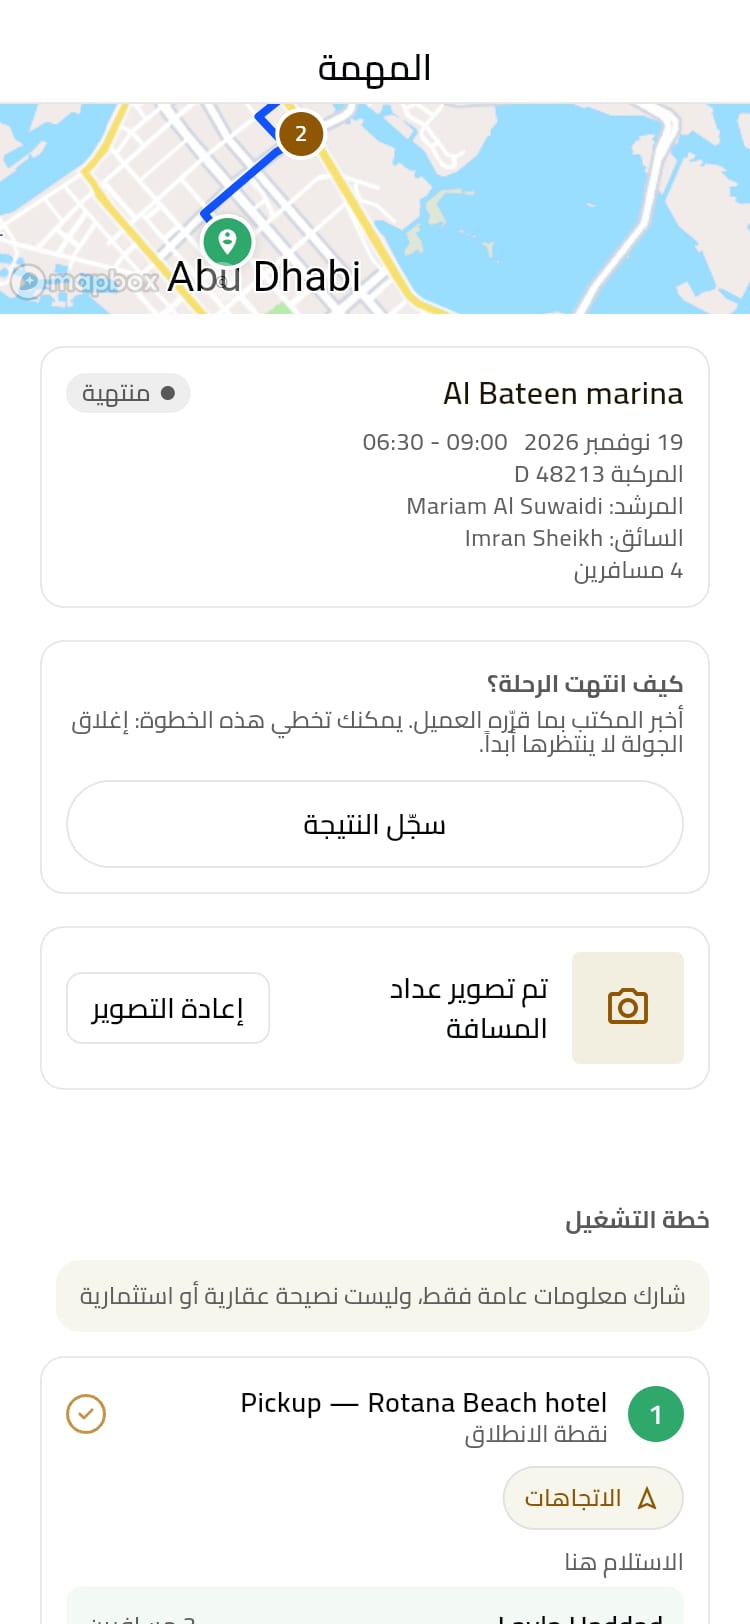 المهمة
2
mapbox
Abu Dhabi
Al Bateen marina
منتهية
19 نوفمبر 2026 06:30 - 09:00
المركبة D 48213
المرشد: Mariam Al Suwaidi
السائق: Imran Sheikh
4 مسافرين
كيف انتهت الرحلة؟
أخبر المكتب بما قرّره العميل. يمكنك تخطي هذه الخطوة: إغلاق
الجولة لا ينتظرها أبداً.
سجّل النتيجة
تم تصوير عداد
المسافة
إعادة التصوير
خطة التشغيل
شارك معلومات عامة فقط، وليست نصيحة عقارية أو استثمارية
1
Pickup — Rotana Beach hotel
نقطة الانطلاق
الاتجاهات
الاستلام هنا